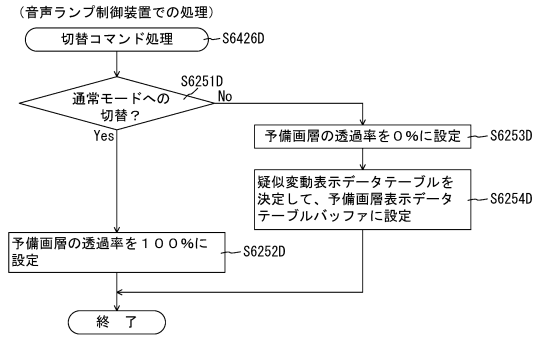 （音声ランプ制御装置での処理）
切替コマンド処理
S6426D
S6251D
通常モードへの
切替？
No
Yes
予備画層の透過率を０％に設定
S6253D
疑似変動表示データテーブルを
決定して、予備画層表示データ
テーブルバッファに設定
S6254D
予備画層の透過率を１００％に
設定
S6252D
終　了